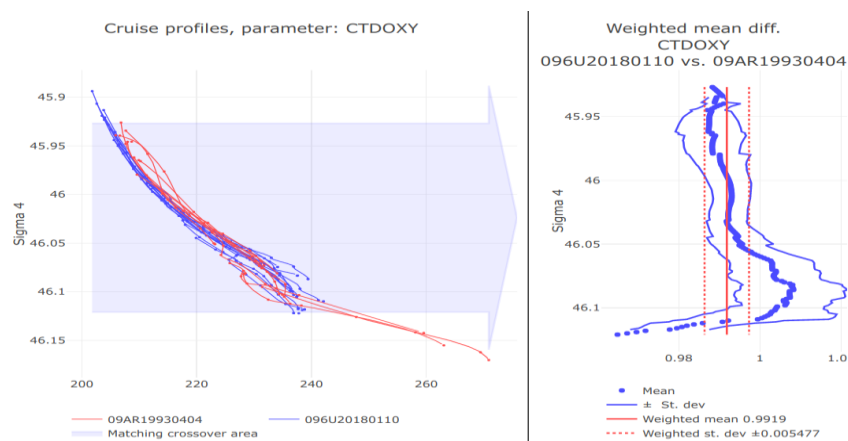 Cruise profiles, parameter: CTDOXY
45.9
45.95
46
46.05
46.1
46.15
Sigma 4
200
220
240
260
09AR19930404
096U20180110
Matching crossover area
Weighted mean diff.
CTDOXY
096U20180110 vs. 09AR19930404
45.95
46
46.05
46.1
Sigma 4
0.98
1
1.0
Mean
± St. dev
Weighted mean 0.9919
Weighted st. dev ±0.005477